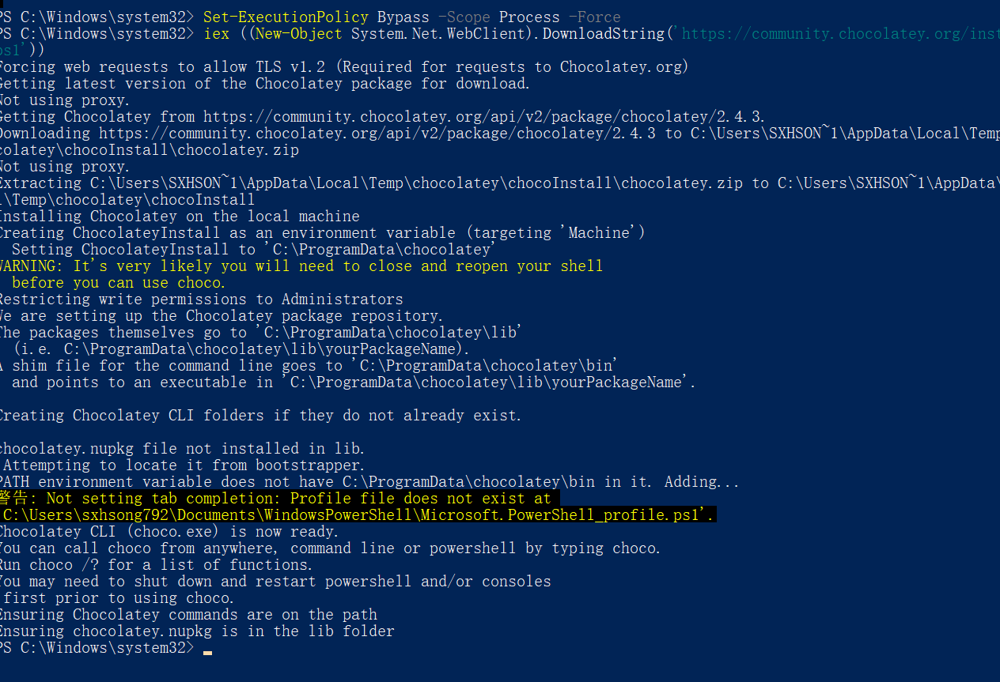 PS C:\Windows\system32> Set-ExecutionPolicy Bypass -Scope Process -Force
PS C:\Windows\system32> iex ((New-Object System.Net.WebClient).DownloadString('https://community.chocolatey.org/inst
ps1'))
Forcing web requests to allow TLS v1.2 (Required for requests to Chocolatey.org)
Getting latest version of the Chocolatey package for download.
Not using proxy.
Getting Chocolatey from https://community.chocolatey.org/api/v2/package/chocolatey/2.4.3.
Downloading https://community.chocolatey.org/api/v2/package/chocolatey/2.4.3 to C:\Users\SXHSON~1\AppData\Local\Temp
colatey\chocoInstall\chocolatey.zip
Not using proxy.
Extracting C:\Users\SXHSON~1\AppData\Local\Temp\chocolatey\chocoInstall\chocolatey.zip to C:\Users\SXHSON~1\AppData\
l\Temp\chocolatey\chocoInstall
Installing Chocolatey on the local machine
Creating ChocolateyInstall as an environment variable (targeting 'Machine')
Setting ChocolateyInstall to 'C:\ProgramData\chocolatey'
WARNING: It's very likely you will need to close and reopen your shell
before you can use choco.
Restricting write permissions to Administrators
We are setting up the Chocolatey package repository.
The packages themselves go to 'C:\ProgramData\chocolatey\lib'
(i.e. C:\ProgramData\chocolatey\lib\yourPackageName).
A shim file for the command line goes to 'C:\ProgramData\chocolatey\bin'
and points to an executable in 'C:\ProgramData\chocolatey\lib\yourPackageName'.
Creating Chocolatey CLI folders if they do not already exist.
chocolatey.nupkg file not installed in lib.
Attempting to locate it from bootstrapper.
PATH environment variable does not have C:\ProgramData\chocolatey\bin in it. Adding...
警告: Not setting tab completion: Profile file does not exist at
'C:\Users\sxhsong792\Documents\WindowsPowerShell\Microsoft.PowerShell_profile.ps1'.
Chocolatey CLI (choco.exe) is now ready.
You can call choco from anywhere, command line or powershell by typing choco.
Run choco /? for a list of functions.
You may need to shut down and restart powershell and/or consoles
first prior to using choco.
Ensuring Chocolatey commands are on the path
Ensuring chocolatey.nupkg is in the lib folder
PS C:\Windows\system32>